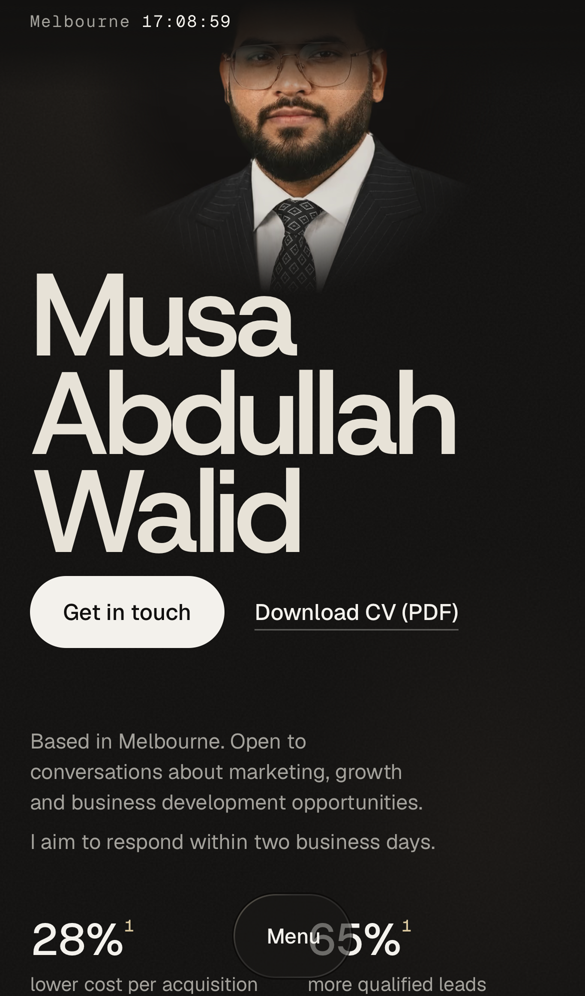 Melbourne 17:08:59
Musa
Abdullah
Walid
Get in touch
Download CV (PDF)
Based in Melbourne. Open to
conversations about marketing, growth
and business development opportunities.
I aim to respond within two business days.
28%1
65%1
Menu
lower cost per acquisition
more qualified leads